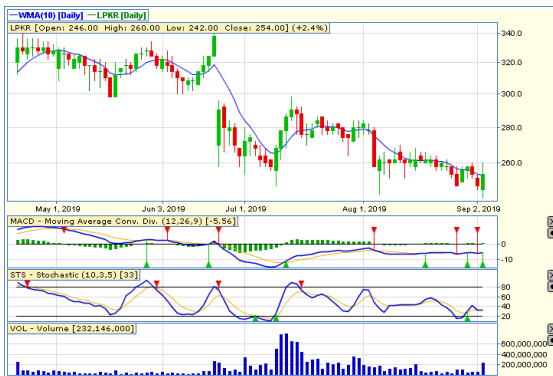 WMA(10) [Daily] LPKR [Daily]
LPKR [Open: 246.00 High: 260.00 Low: 242.00 Close: 254.00] (+2.4%)
340.0
320.0
300.0
280.0
260.0
May 1, 2019 Jun 3, 2019 Jul 1, 2019 Aug 1, 2019 Sep 2, 2019
MACD - Moving Average Conv. Div. (12,26,9) [-5.56]
0
-10
STS - Stochastic (10,3,5) [33]
80
60
40
20
VOL - Volume [232,146,000]
600,000,000
400,000,000
200,000,000